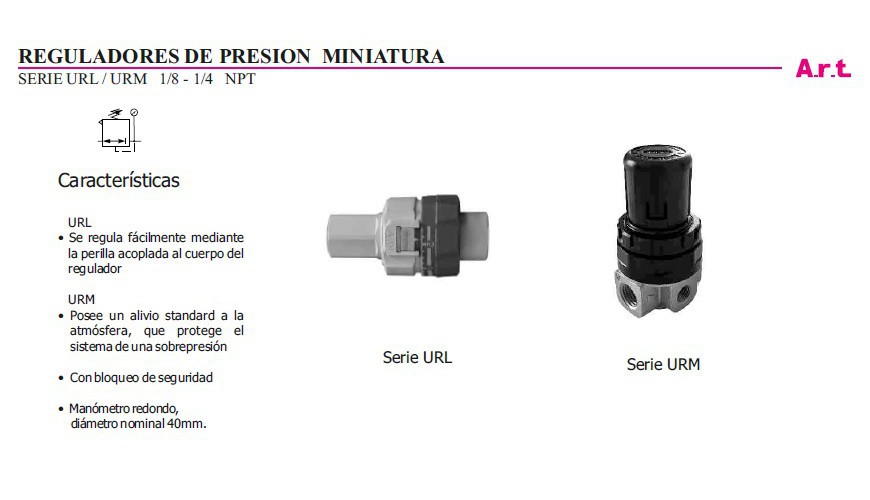 REGULADORES DE PRESION MINIATURA
SERIE URL / URM 1/8 - 1/4 NPT
A.r.t.
Características
URL
• Se regula fácilmente mediante
la perilla acoplada al cuerpo del
regulador
URM
• Posee un alivio standard a la
atmósfera, que protege el
sistema de una sobrepresión
• Con bloqueo de seguridad
• Manómetro redondo,
diámetro nominal 40mm.
Serie URL
Serie URM